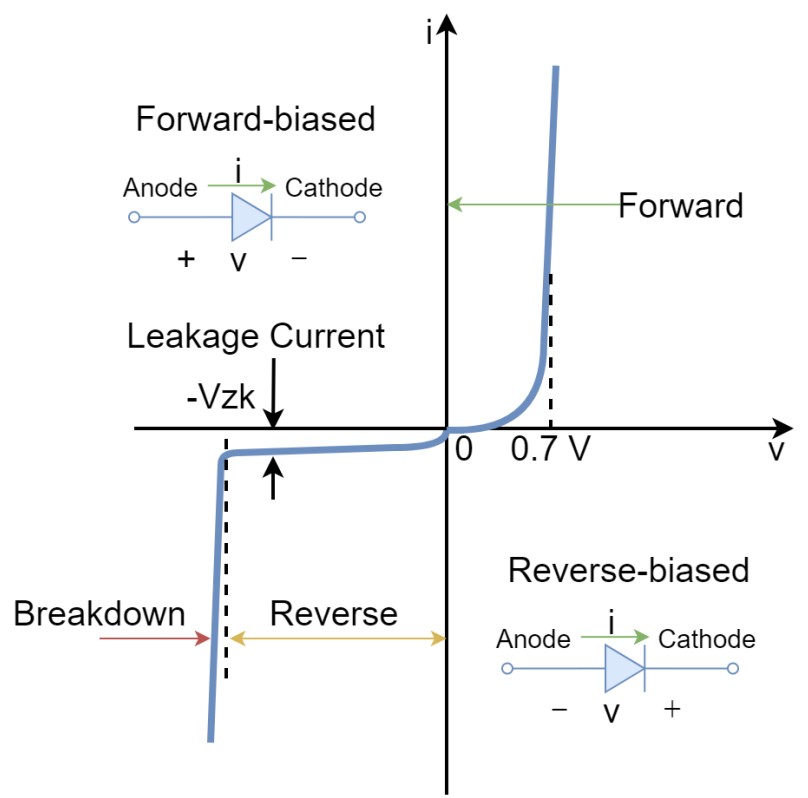 i
Forward-biased
i
Anode Cathode
+ v −
Forward
Leakage Current
-Vzk
0 0.7 V v
Reverse-biased
Breakdown Reverse
i
Anode Cathode
− v +